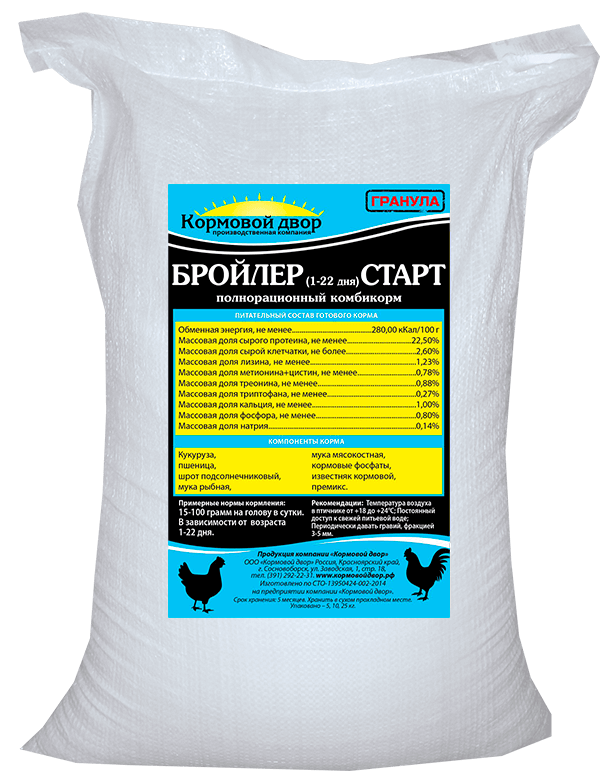 ГРАНУЛА
Кормовой двор
производственная компания
БРОЙЛЕР (1-22 дня) СТАРТ
полнорационный комбикорм
ПИТАТЕЛЬНЫЙ СОСТАВ ГОТОВОГО КОРМА
Обменная энергия, не менее 280,00 кКал/100 г
Массовая доля сырого протеина, не менее 22,50%
Массовая доля сырой клетчатки, не более 2,60%
Массовая доля лизина, не менее 1,23%
Массовая доля метионина+цистин, не менее 0,78%
Массовая доля треонина, не менее 0,88%
Массовая доля триптофана, не менее 0,27%
Массовая доля кальция, не менее 1,00%
Массовая доля фосфора, не менее 0,80%
Массовая доля натрия 0,14%
КОМПОНЕНТЫ КОРМА
Кукуруза,
пшеница,
шрот подсолнечниковый,
мука рыбная,
мука мясокостная,
кормовые фосфаты,
известняк кормовой,
премикс.
Примерные нормы кормления:
15-100 грамм на голову в сутки.
В зависимости от возраста
1-22 дня.
Рекомендации: Температура воздуха
в птичнике от +18 до +24°С; Постоянный
доступ к свежей питьевой воде;
Периодически давать гравий, фракцией
3-5 мм.
Продукция компании «Кормовой двор»
ООО «Кормовой двор» Россия, Красноярский край,
г. Сосновоборск, ул. Заводская, 1, стр. 18,
тел. (391) 292-22-31. www.кормовойдвор.рф
Изготовлено по СТО-13950424-002-2014
на предприятии компании «Кормовой двор».
Срок хранения: 5 месяцев. Хранить в сухом прохладном месте.
Упаковано – 5, 10, 25 кг.